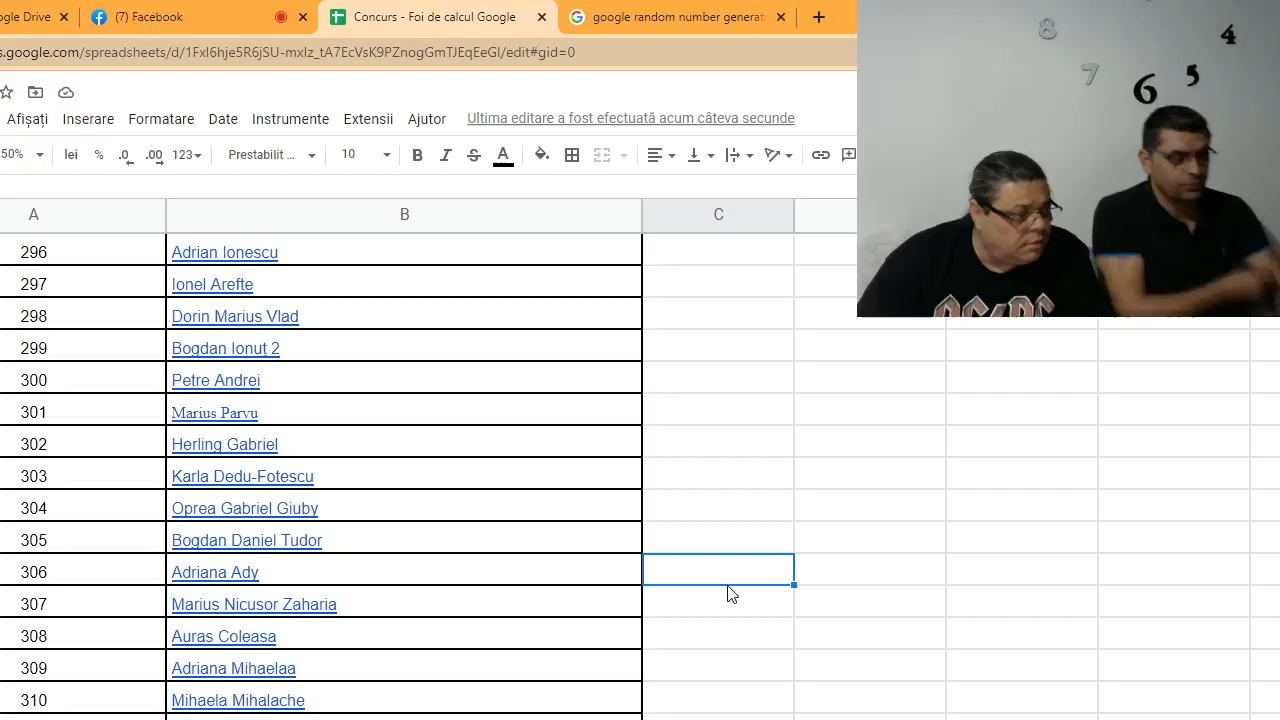 ogle Drive
(7) Facebook
Concurs - Foi de calcul Google
google random number generat
s.google.com/spreadsheets/d/1Fxl6hje5R6jSU-mxIz_tA7EcVsK9PZnogGmTJEqEeGI/edit#gid=0
Afișați Inserare Formatare Date Instrumente Extensii Ajutor Ultima editare a fost efectuată acum câteva secunde
50% lei % .0 .00 123 Prestabilit ... 10 B I S A
A B C
296 Adrian Ionescu
297 Ionel Arefte
298 Dorin Marius Vlad
299 Bogdan Ionuț 2
300 Petre Andrei
301 Marius Parvu
302 Herling Gabriel
303 Karla Dedu-Fotescu
304 Oprea Gabriel Giuby
305 Bogdan Daniel Tudor
306 Adriana Ady
307 Marius Nicusor Zaharia
308 Auras Coleasa
309 Adriana Mihaelaa
310 Mihaela Mihalache
8 7 6 5 4
AC/DC